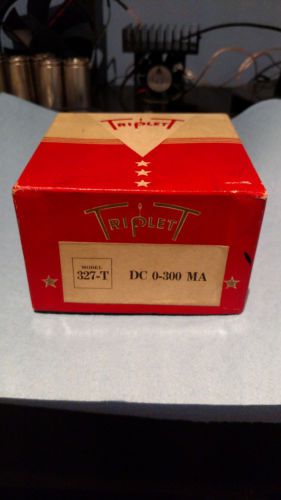 TRIPLETT
TRIPLETT
MODEL
327-T
DC 0-300 MA